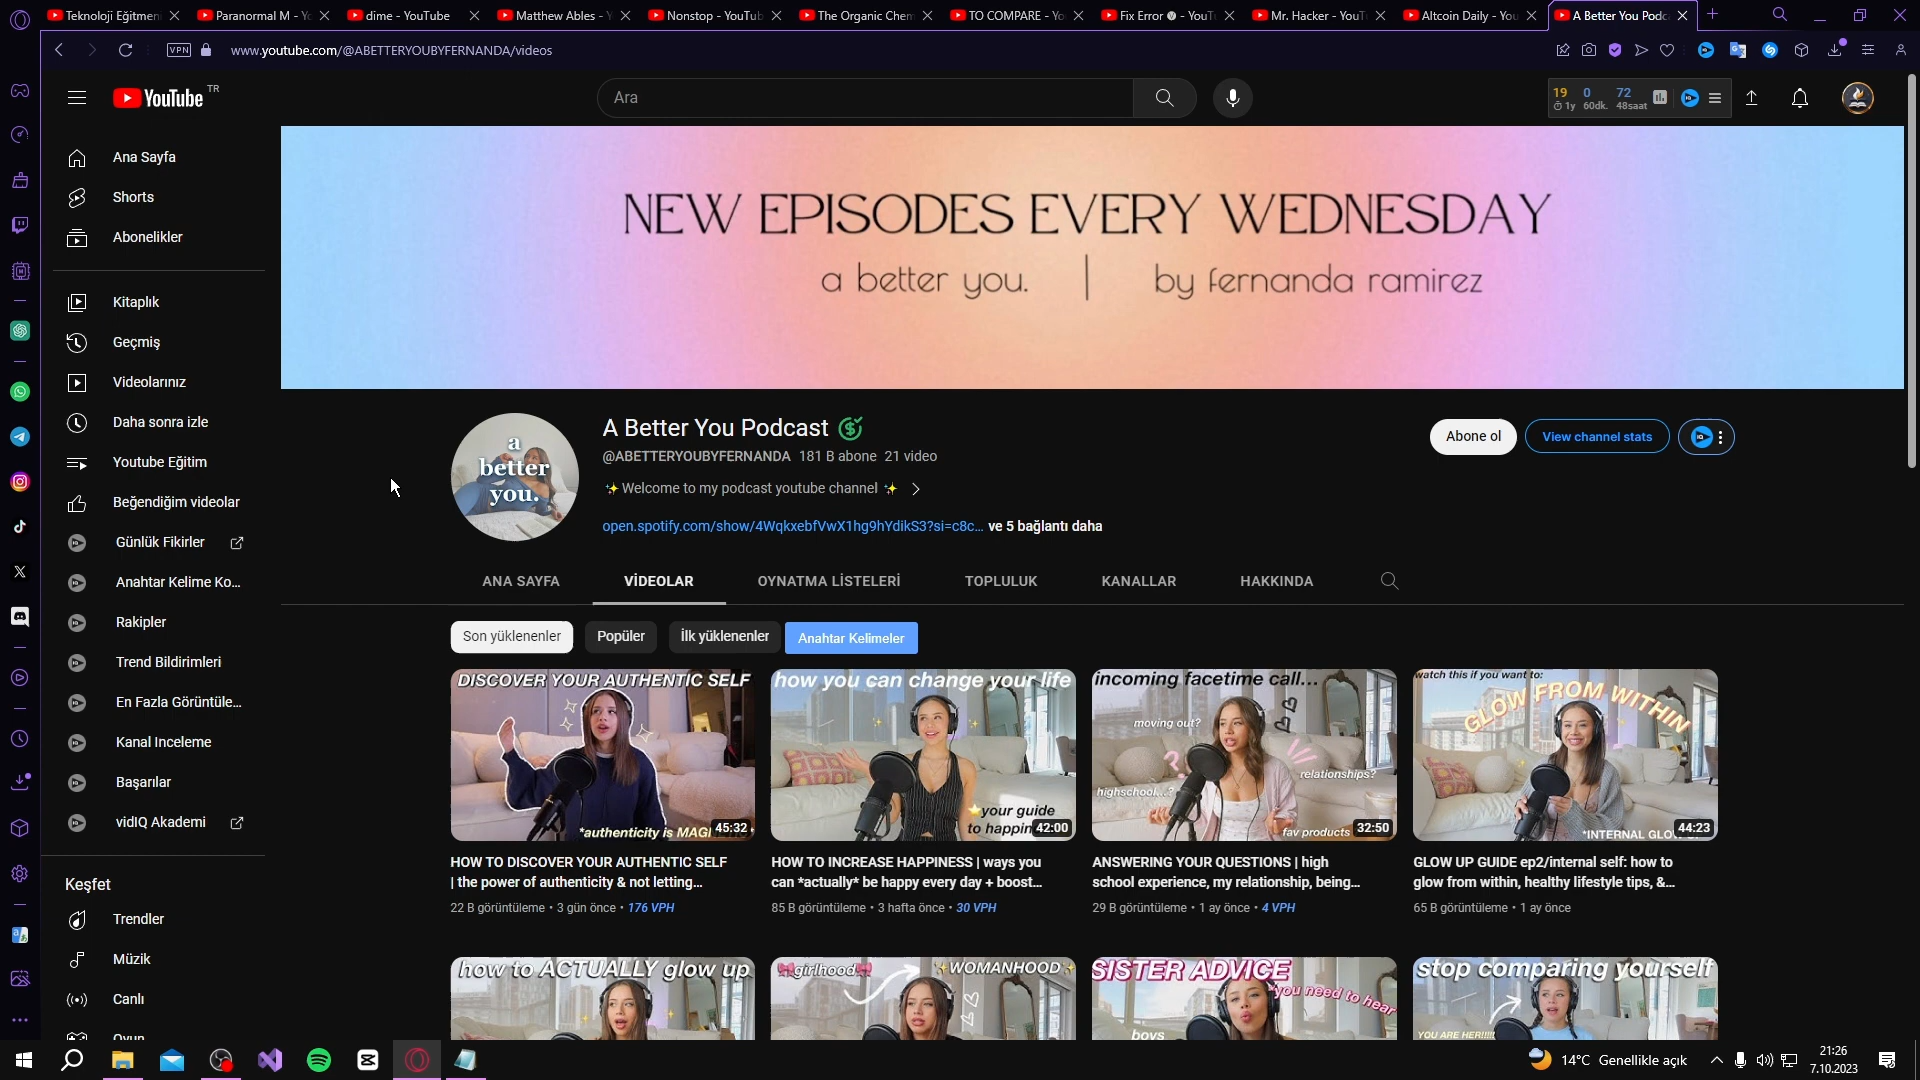 Teknoloji Eğitmeni
Paranormal M - Yo
dime - YouTube
Matthew Ables - Y
Nonstop - YouTub
The Organic Chem
TO COMPARE - Yo
Fix Error - YouT
Mr. Hacker - YouT
Altcoin Daily - You
A Better You Podc
VPN
www.youtube.com/@ABETTERYOUBYFERNANDA/videos
YouTube TR
Ara
19 0 72
1y 60dk. 48saat
Ana Sayfa
Shorts
Abonelikler
Kitaplık
Geçmiş
Videolarınız
Daha sonra izle
Youtube Eğitim
Beğendiğim videolar
Günlük Fikirler
Anahtar Kelime Ko...
Rakipler
Trend Bildirimleri
En Fazla Görüntüle...
Kanal Inceleme
Başarılar
vidIQ Akademi
Keşfet
Trendler
Müzik
Canlı
Oyun
NEW EPISODES EVERY WEDNESDAY
a better you. | by fernanda ramirez
a
better
you.
A Better You Podcast
@ABETTERYOUBYFERNANDA 181 B abone 21 video
✨ Welcome to my podcast youtube channel ✨
open.spotify.com/show/4WqkxebfVwX1hg9hYdikS3?si=c8c... ve 5 bağlantı daha
Abone ol
View channel stats
ANA SAYFA
VİDEOLAR
OYNATMA LİSTELERİ
TOPLULUK
KANALLAR
HAKKINDA
Son yüklenenler
Popüler
İlk yüklenenler
Anahtar Kelimeler
DISCOVER YOUR AUTHENTIC SELF
*authenticity is MAGI
45:32
HOW TO DISCOVER YOUR AUTHENTIC SELF
| the power of authenticity & not letting...
22 B görüntüleme • 3 gün önce • 176 VPH
how you can change your life
your guide
to happin
42:00
HOW TO INCREASE HAPPINESS | ways you
can *actually* be happy every day + boost...
85 B görüntüleme • 3 hafta önce • 30 VPH
incoming facetime call...
moving out?
relationships?
highschool...?
fav products
32:50
ANSWERING YOUR QUESTIONS | high
school experience, my relationship, being...
29 B görüntüleme • 1 ay önce • 4 VPH
watch this if you want to:
GLOW FROM WITHIN
*INTERNAL GLOW
44:23
GLOW UP GUIDE ep2/internal self: how to
glow from within, healthy lifestyle tips, &...
65 B görüntüleme • 1 ay önce
how to ACTUALLY glow up
girlhood
WOMANHOOD
SISTER ADVICE
*you need to hear
boys
stop comparing yourself
YOU ARE HER!!!!!
14°C Genellikle açık
21:26
7.10.2023